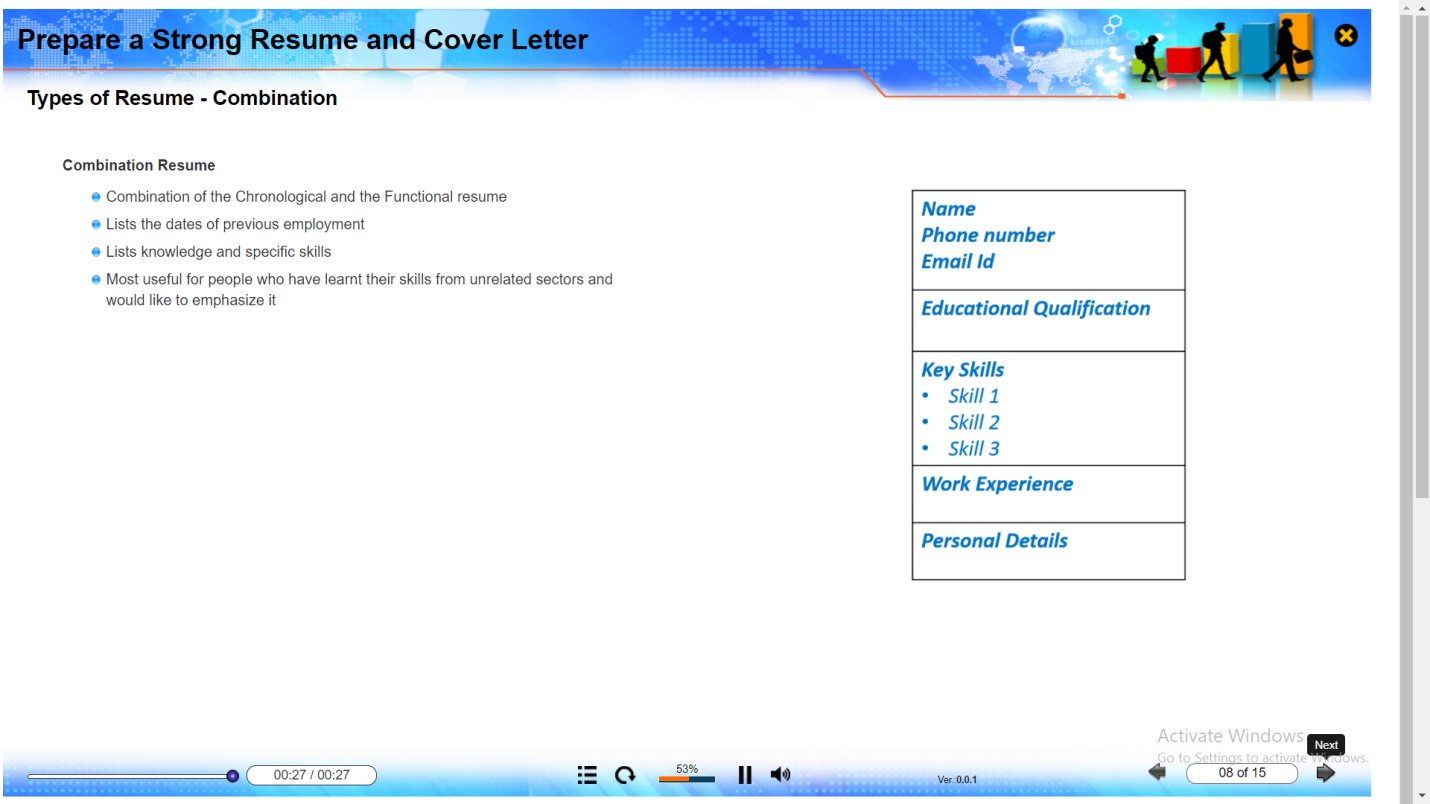 Prepare a Strong Resume and Cover Letter
Types of Resume - Combination
Combination Resume
Combination of the Chronological and the Functional resume
Lists the dates of previous employment
Lists knowledge and specific skills
Most useful for people who have learnt their skills from unrelated sectors and
would like to emphasize it
Name
Phone number
Email Id
Educational Qualification
Key Skills
• Skill 1
• Skill 2
• Skill 3
Work Experience
Personal Details
Activate Windows
Go to Settings to activate Windows.
Next
00:27 / 00:27
53%
Ver.:0.0.1
08 of 15